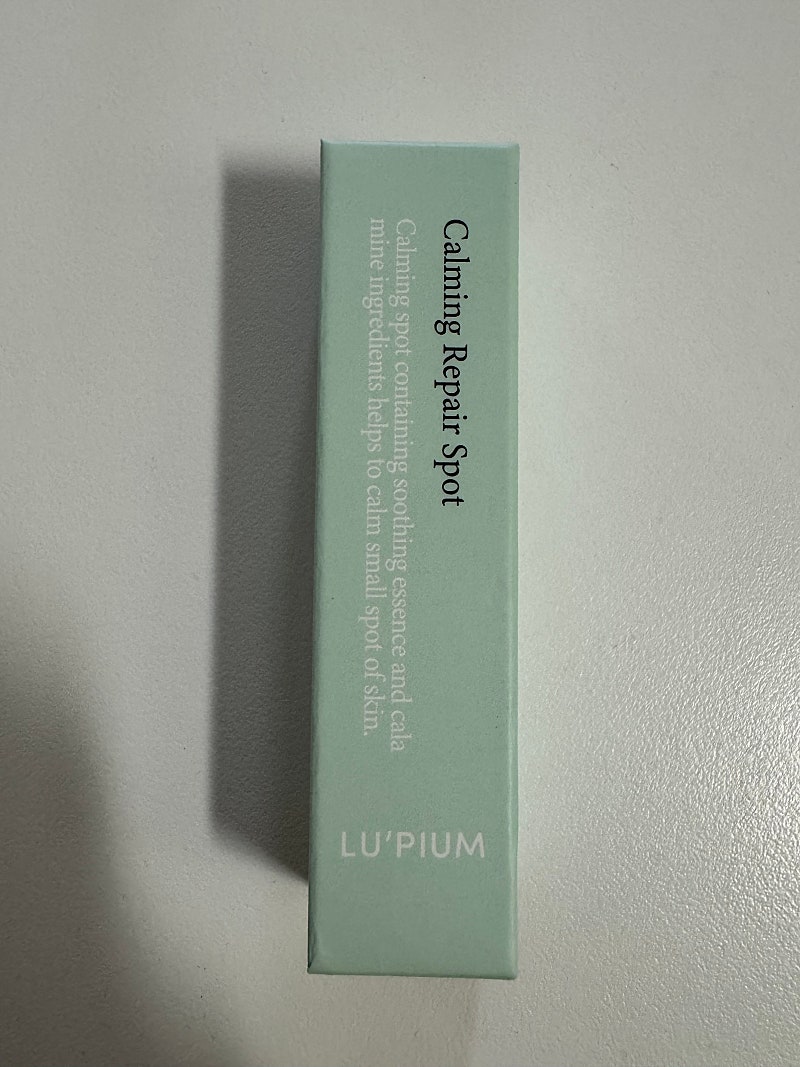 Calming Repair Spot
Calming spot containing soothing essence and cala
mine ingredients helps to calm small spot of skin.
LU'PIUM